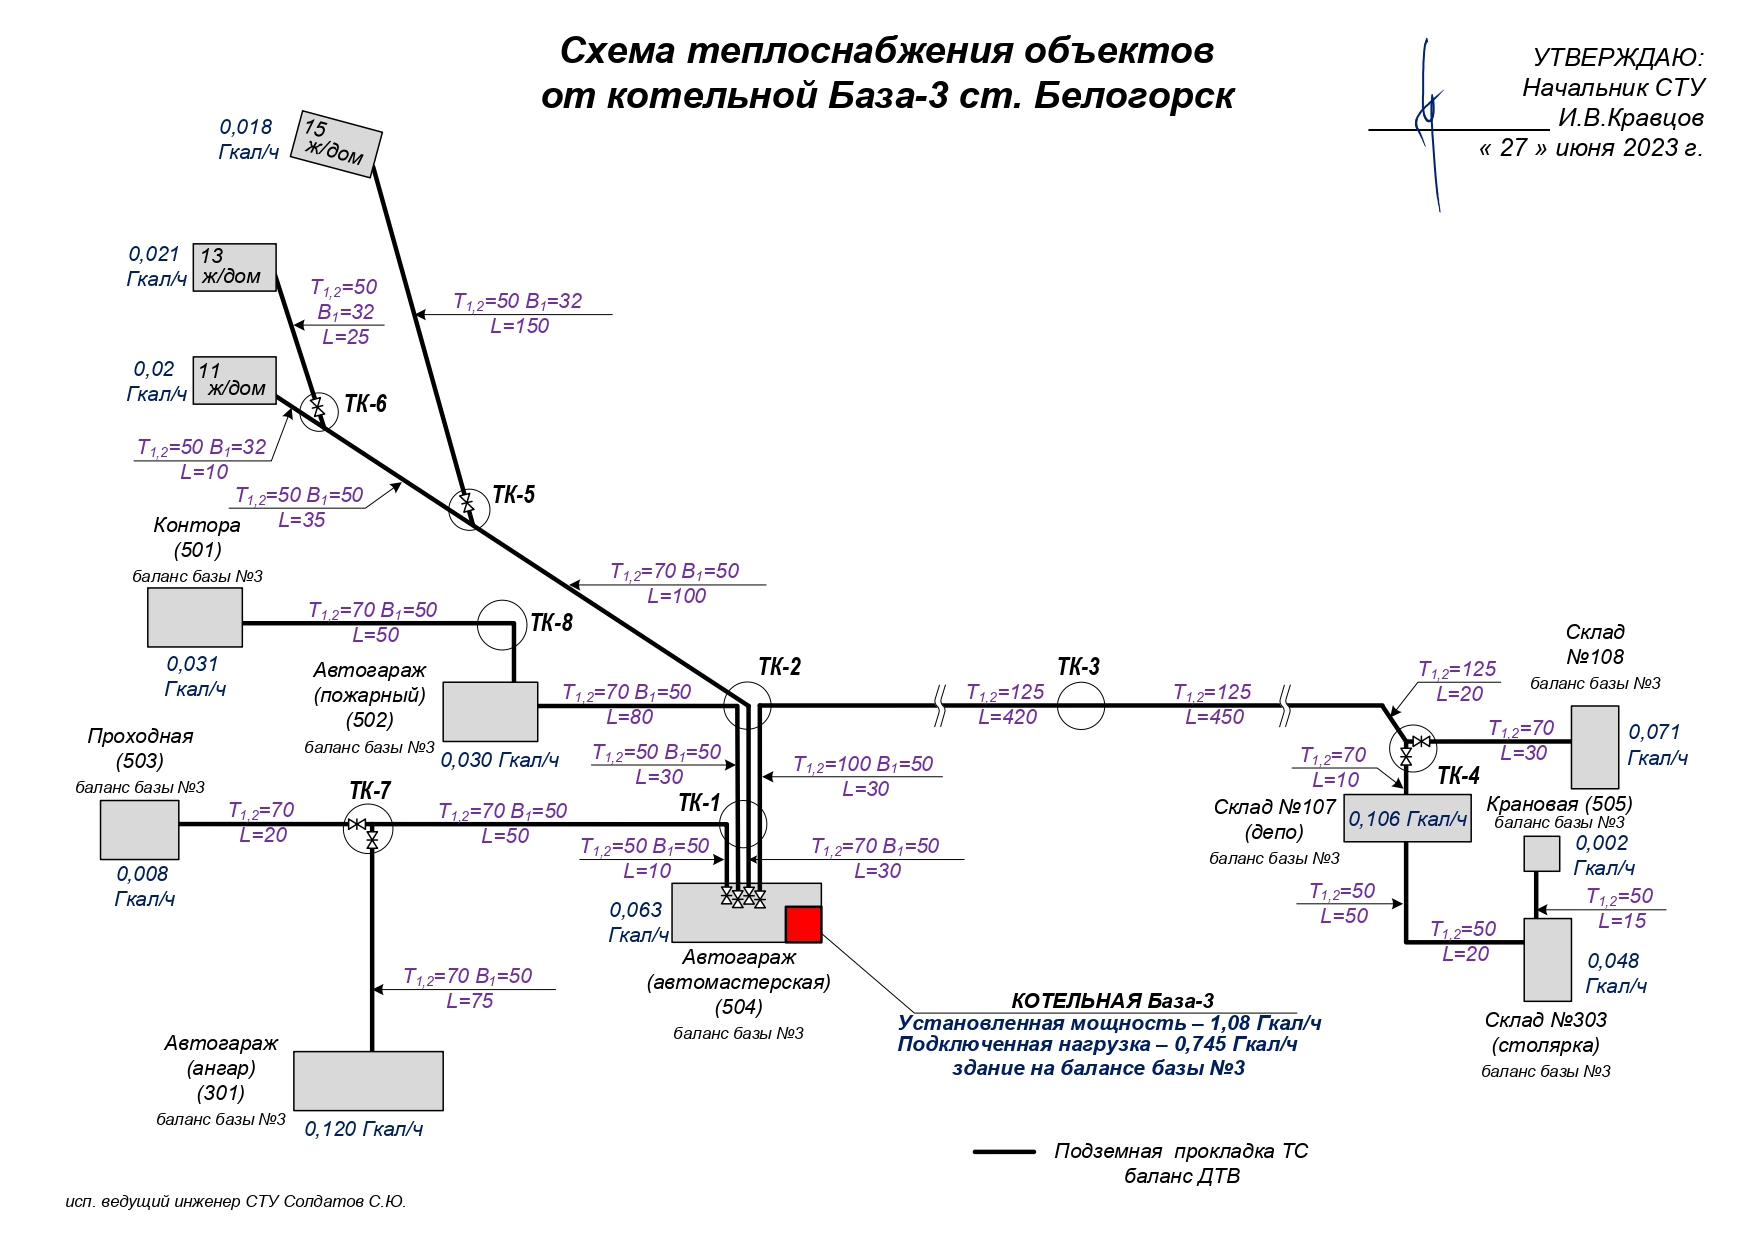 Схема теплоснабжения объектов
от котельной База-3 ст. Белогорск
УТВЕРЖДАЮ:
Начальник СТУ
И.В.Кравцов
« 27 » июня 2023 г.
0,018
Гкал/ч
15
ж/дом
0,021
Гкал/ч
13
ж/дом
T1,2=50
B1=32
L=25
T1,2=50 B1=32
L=150
0,02
Гкал/ч
11
ж/дом
ТК-6
T1,2=50 B1=32
L=10
T1,2=50 B1=50
L=35
ТК-5
Контора
(501)
баланс базы №3
T1,2=70 B1=50
L=100
T1,2=70 B1=50
L=50
ТК-8
0,031
Гкал/ч
Автогараж
(пожарный)
(502)
баланс базы №3
T1,2=70 B1=50
L=80
0,030 Гкал/ч
ТК-2
ТК-3
T1,2=125
L=420
T1,2=125
L=450
T1,2=125
L=20
Склад
№108
баланс базы №3
T1,2=70
L=30
0,071
Гкал/ч
ТК-4
T1,2=70
L=10
Проходная
(503)
баланс базы №3
T1,2=70
L=20
0,008
Гкал/ч
ТК-7
T1,2=70 B1=50
L=50
T1,2=50 B1=50
L=30
ТК-1
T1,2=100 B1=50
L=30
T1,2=50 B1=50
L=10
T1,2=70 B1=50
L=30
Склад №107
(депо)
баланс базы №3
0,106 Гкал/ч
Крановая (505)
баланс базы №3
0,002
Гкал/ч
T1,2=50
L=50
T1,2=50
L=15
T1,2=50
L=20
0,048
Гкал/ч
Склад №303
(столярка)
баланс базы №3
0,063
Гкал/ч
Автогараж
(автомастерская)
(504)
баланс базы №3
T1,2=70 B1=50
L=75
КОТЕЛЬНАЯ База-3
Установленная мощность – 1,08 Гкал/ч
Подключенная нагрузка – 0,745 Гкал/ч
здание на балансе базы №3
Автогараж
(ангар)
(301)
баланс базы №3
0,120 Гкал/ч
Подземная прокладка ТС
баланс ДТВ
исп. ведущий инженер СТУ Солдатов С.Ю.